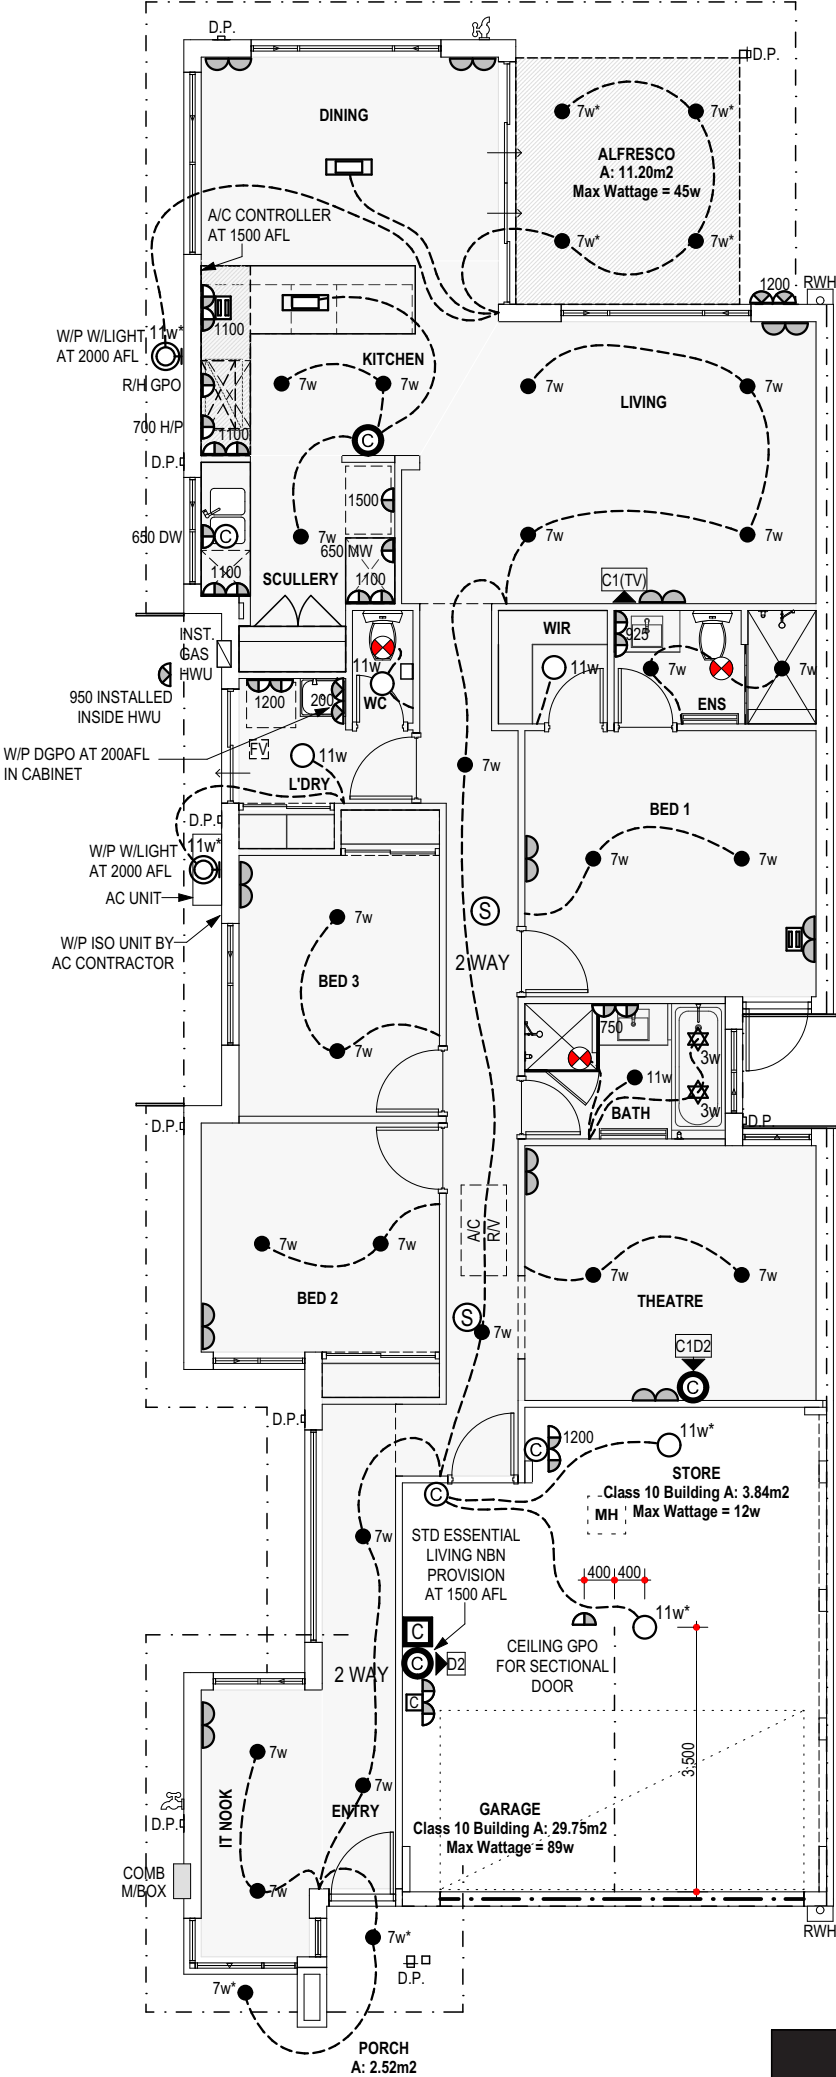 D.P.
DINING
D.P.
7w*
7w*
ALFRESCO
A: 11.20m2
Max Wattage = 45w
A/C CONTROLLER
AT 1500 AFL
7w*
7w*
1200
RWH
W/P W/LIGHT
AT 2000 AFL
11w*
1100
KITCHEN
R/H GPO
7w
7w
7w
7w
LIVING
700 H/P
1100
C
D.P.
1500
650 DW
C
7w
650 MW
7w
7w
1100
SCULLERY
1100
C1(TV)
INST.
GAS
HWU
WIR
925
11w
11w
7w
7w
950 INSTALLED
INSIDE HWU
1200
200
WC
ENS
W/P DGPO AT 200AFL
IN CABINET
FV
11w
L'DRY
7w
BED 1
D.P.
W/P W/LIGHT
AT 2000 AFL
11w*
7w
7w
AC UNIT
7w
S
W/P ISO UNIT BY
AC CONTRACTOR
2 WAY
BED 3
750
3w
7w
11w
3w
BATH
D.P.
D.P.
A/C
R/V
7w
7w
7w
7w
BED 2
THEATRE
S
7w
C1D2
C
D.P.
C
1200
11w*
STORE
Class 10 Building A: 3.84m2
Max Wattage = 12w
C
MH
7w
STD ESSENTIAL
LIVING NBN
PROVISION
AT 1500 AFL
400
400
11w*
C
CEILING GPO
FOR SECTIONAL
DOOR
C
D2
2 WAY
C
7w
3 500
7w
IT NOOK
ENTRY
GARAGE
Class 10 Building A: 29.75m2
Max Wattage = 89w
D.P.
COMB
M/BOX
7w
RWH
7w*
D.P.
7w*
PORCH
A: 2.52m2